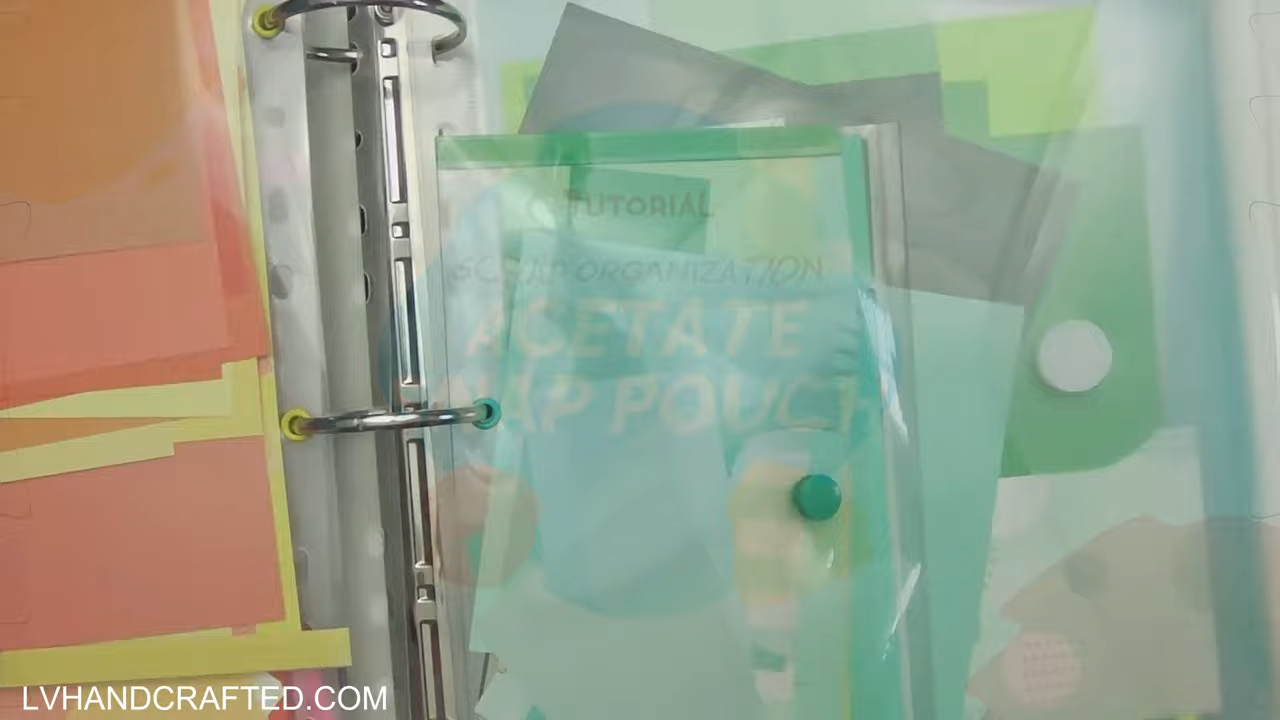 TUTORIAL
SCRAP ORGANIZATION
ACETATE
SNAP POUCH
LVHANDCRAFTED.COM